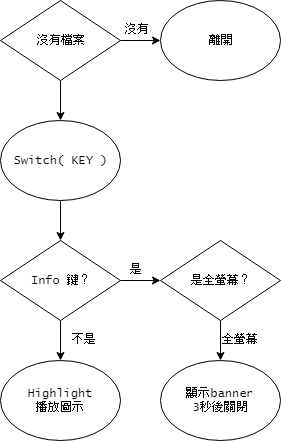 沒有檔案
沒有
離開
Switch( KEY )
Info 鍵？
是
是全螢幕？
不是
全螢幕
Highlight
播放圖示
顯示banner
3秒後關閉